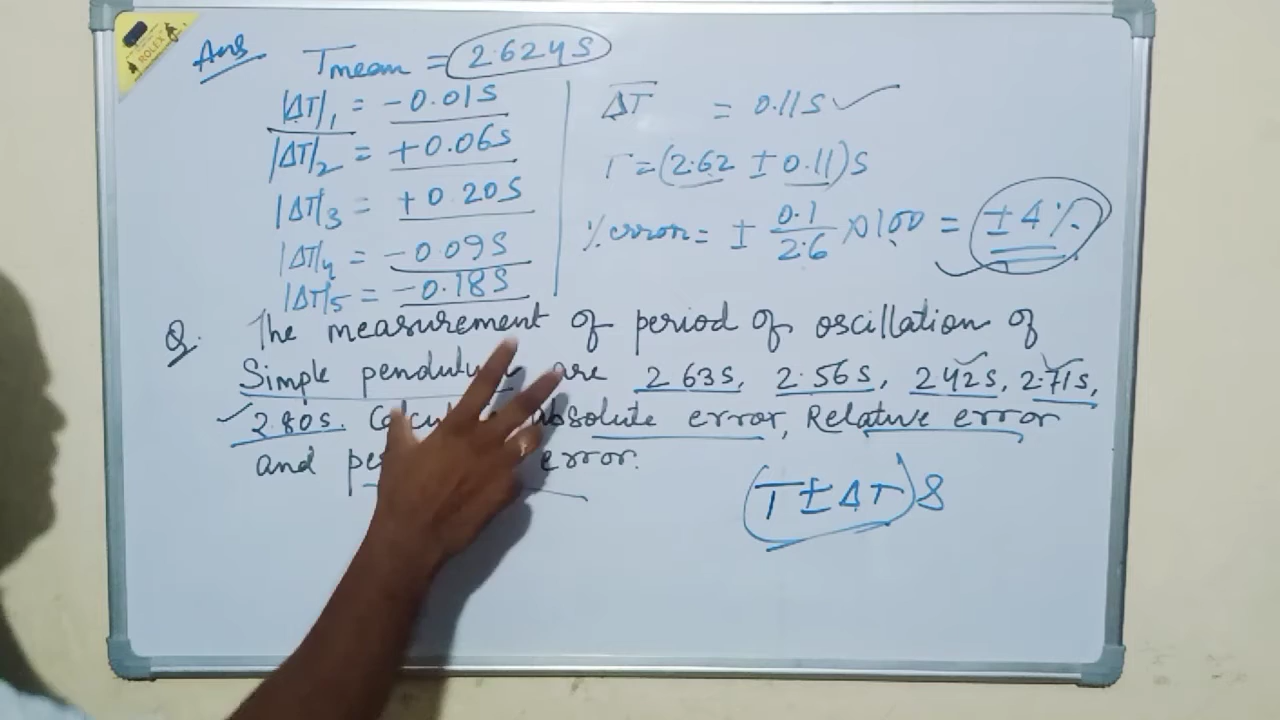 ROLEX
Ans Tmean = 2.624 S
|ΔT|₁ = -0.01S
|ΔT|₂ = +0.06S
|ΔT|₃ = +0.20S
|ΔT|₄ = -0.09S
|ΔT|₅ = -0.18S
ΔT̅ = 0.11S ✓
T = (2.62 ± 0.11)S
% error = ± 0.1/2.6 × 100 = ±4%
Q. The measurement of period of oscillation of
Simple pendulum are 2 63s, 2.56s, 242s, 2.71s,
2.80s. absolute error, Relative error
and error.
(T ± ΔT) S